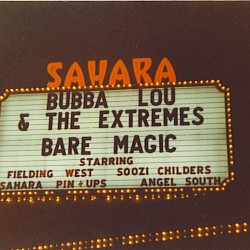 SAHARA
BUBBA LOU
& THE EXTREMES
BARE MAGIC
STARRING
FIELDING WEST SOOZI CHILDERS
SAHARA PIN+UPS ANGEL SOUTH